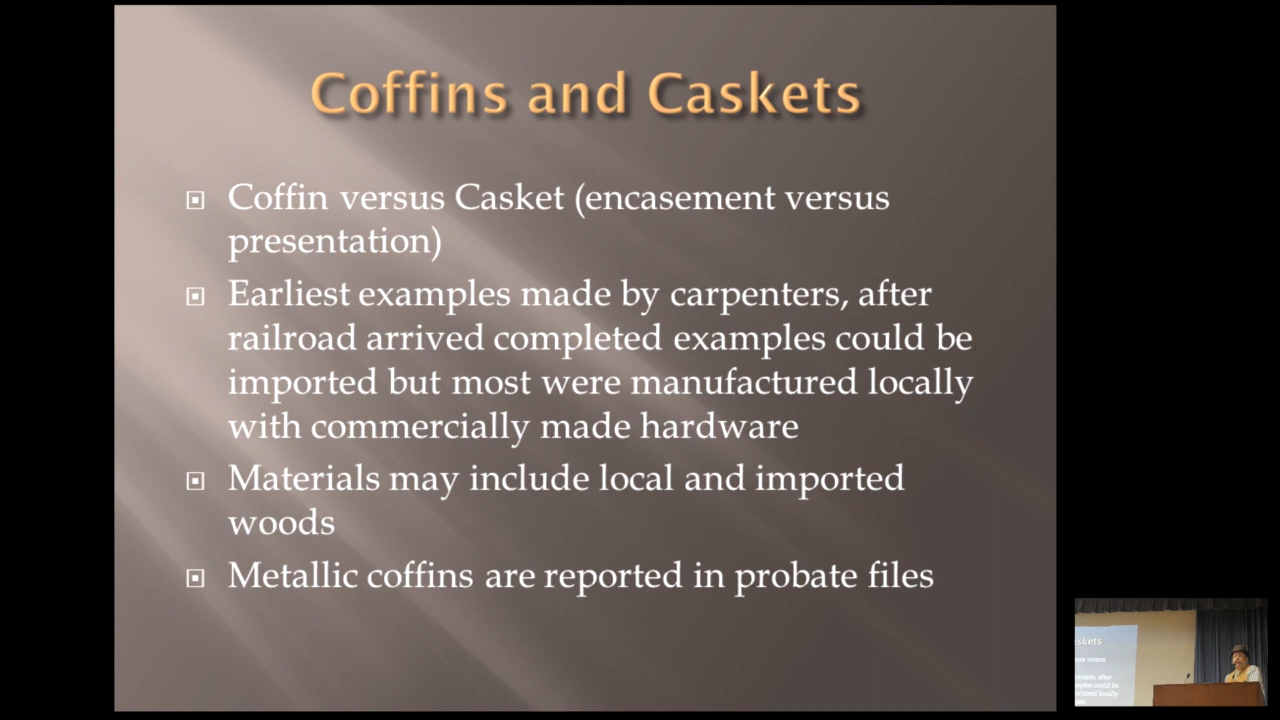 Coffins and Caskets
Coffin versus Casket (encasement versus
presentation)
Earliest examples made by carpenters, after
railroad arrived completed examples could be
imported but most were manufactured locally
with commercially made hardware
Materials may include local and imported
woods
Metallic coffins are reported in probate files